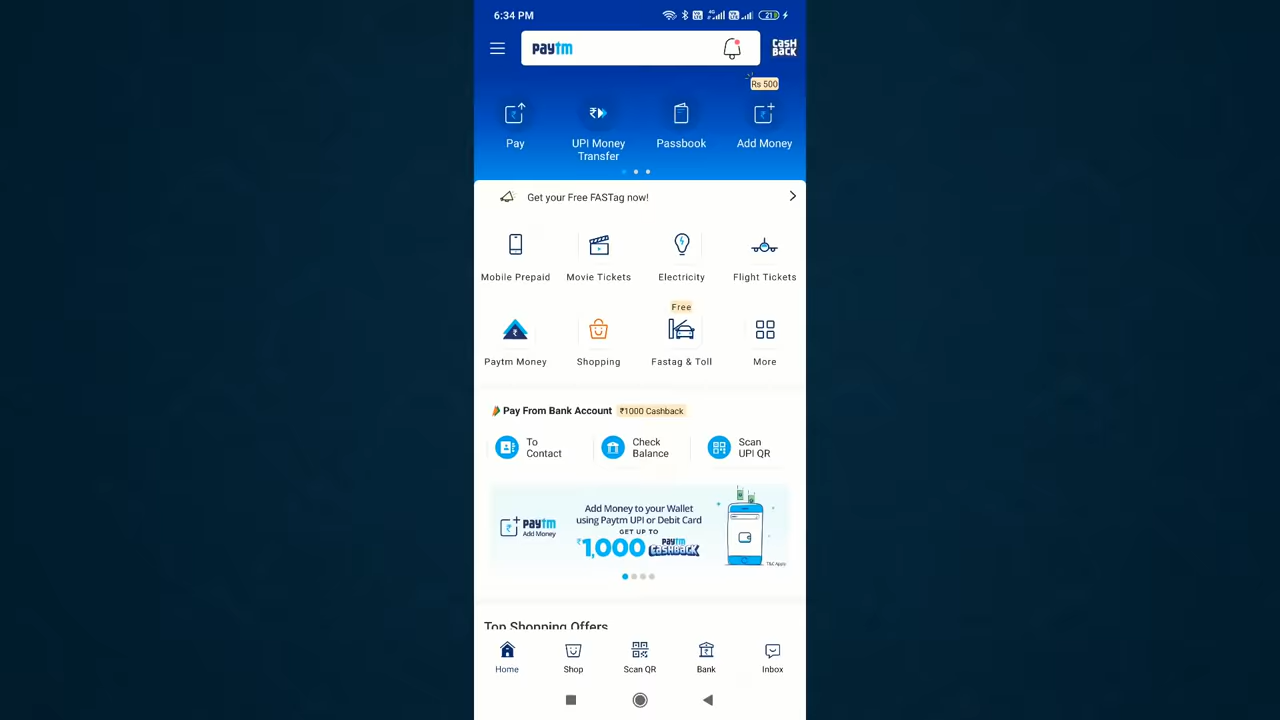 6:34 PM
4G
21
paytm
CASH
BACK
Rs 500
Pay
UPI Money
Transfer
Passbook
Add Money
Get your Free FASTag now!
Mobile Prepaid
Movie Tickets
Electricity
Flight Tickets
Free
Paytm Money
Shopping
Fastag & Toll
More
Pay From Bank Account
₹1000 Cashback
To
Contact
Check
Balance
Scan
UPI QR
paytm
Add Money
Add Money to your Wallet
using Paytm UPI or Debit Card
GET UP TO
₹1,000 PAYTM CASHBACK
T&C Apply
Top Shopping Offers
Home
Shop
Scan QR
Bank
Inbox